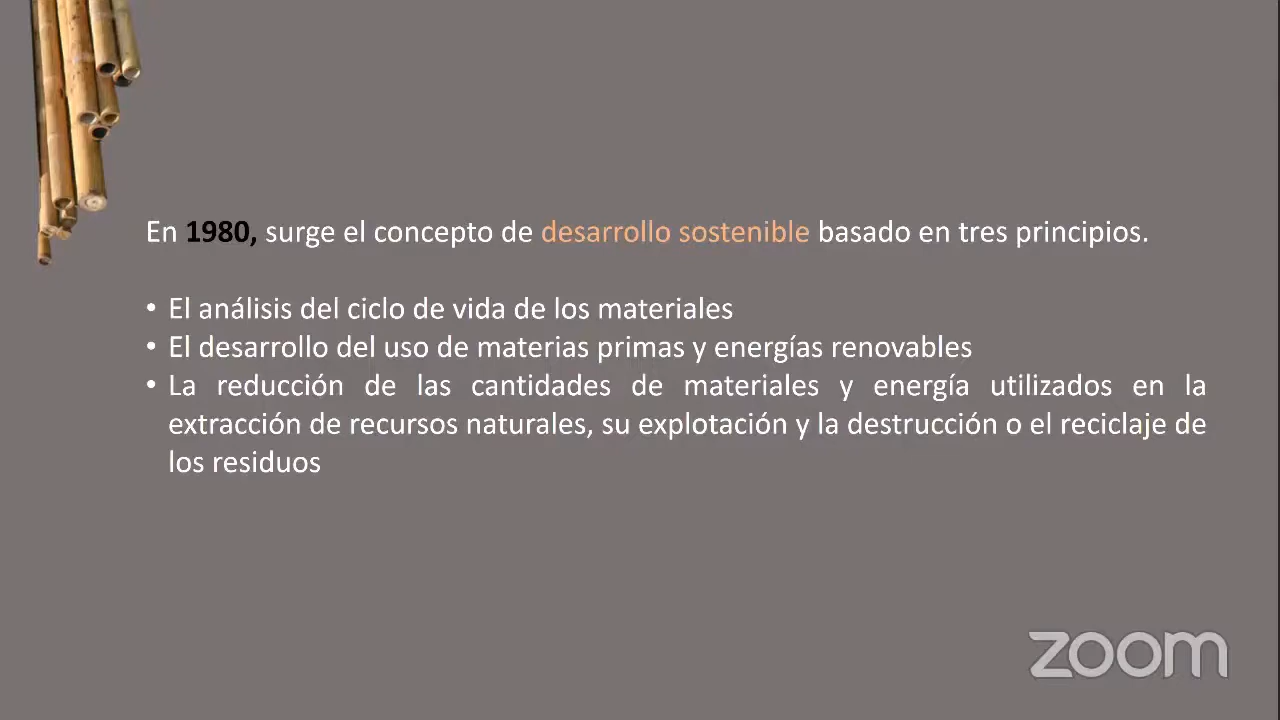 En 1980, surge el concepto de desarrollo sostenible basado en tres principios.
• El análisis del ciclo de vida de los materiales
• El desarrollo del uso de materias primas y energías renovables
• La reducción de las cantidades de materiales y energía utilizados en la
extracción de recursos naturales, su explotación y la destrucción o el reciclaje de
los residuos
zoom